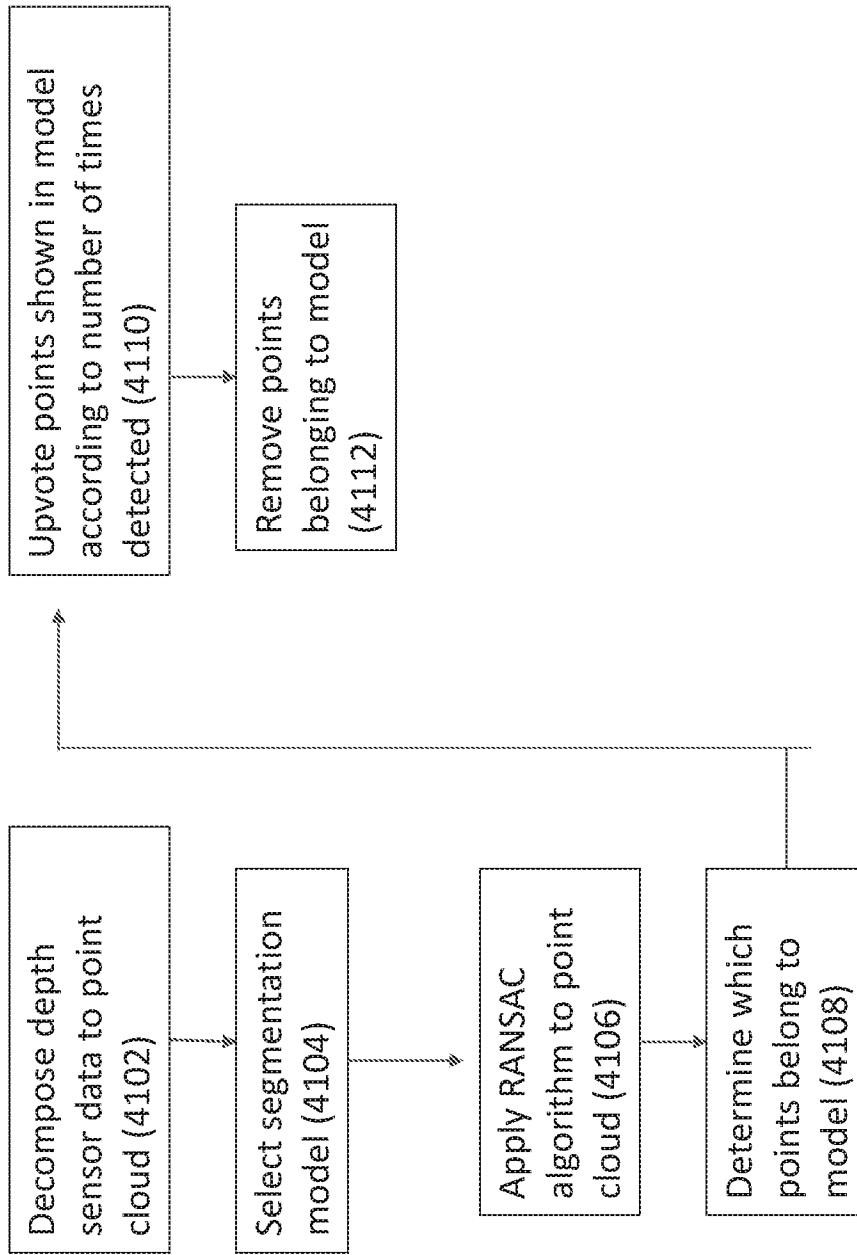 Decompose depth
sensor data to point
cloud (4102)
Select segmentation
model (4104)
Apply RANSAC
algorithm to point
cloud (4106)
Determine which
points belong to
model (4108)
Upvote points shown in model
according to number of times
detected (4110)
Remove points
belonging to model
(4112)